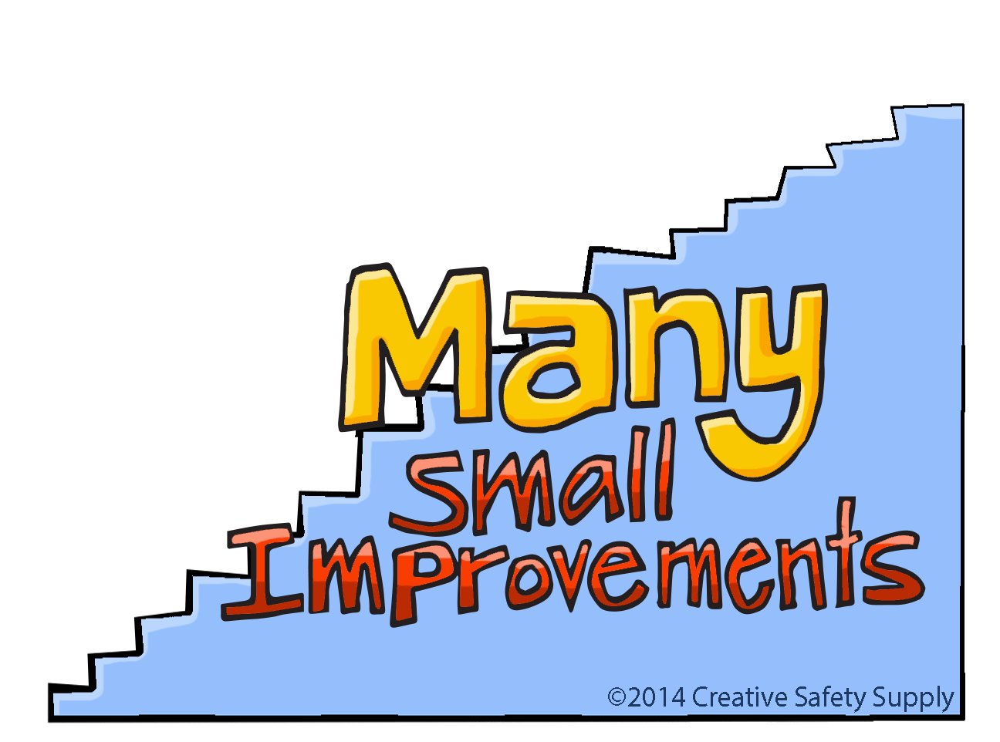 Many
small
Improvements
©2014 Creative Safety Supply